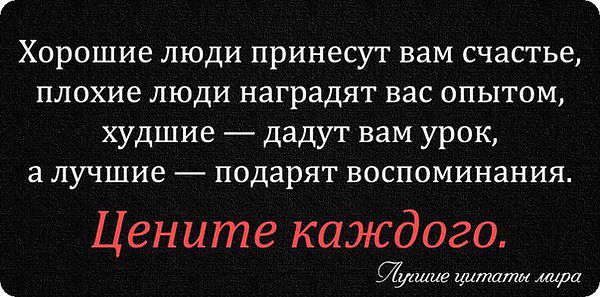 Хорошие люди принесут вам счастье,
плохие люди наградят вас опытом,
худшие — дадут вам урок,
а лучшие — подарят воспоминания.
Цените каждого.
Лучшие цитаты мира